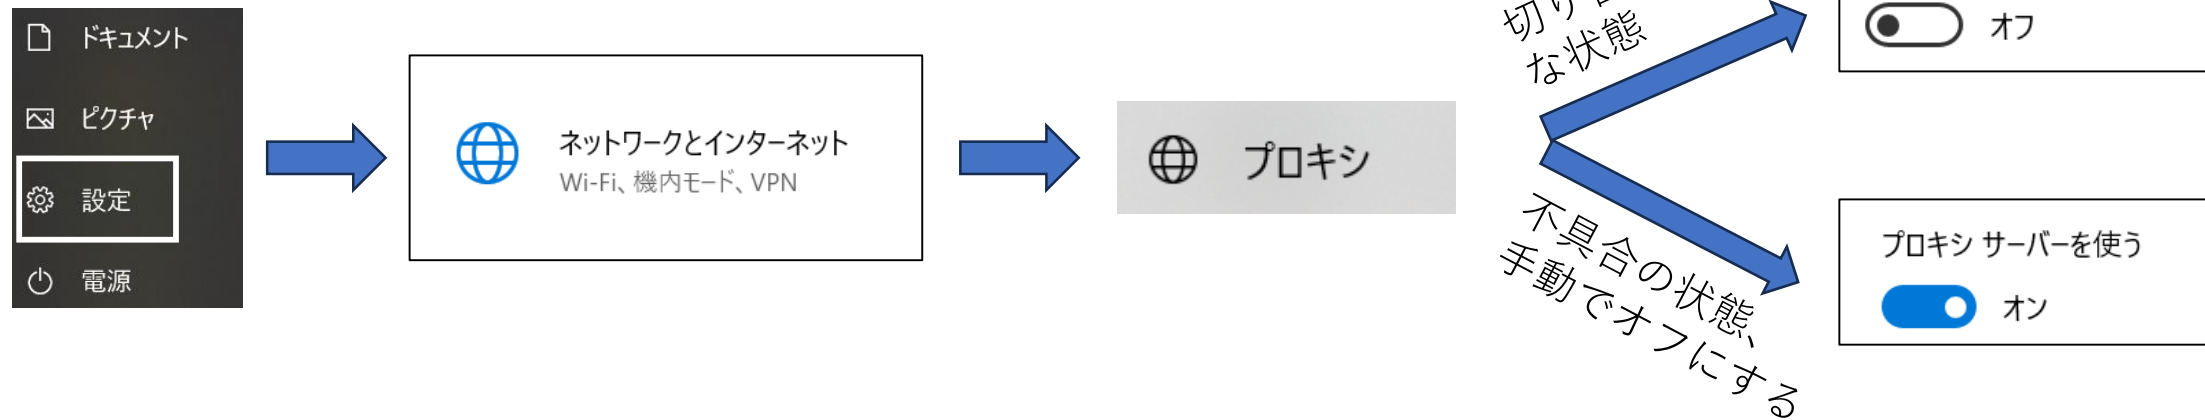 ドキュメント
ピクチャ
設定
電源
ネットワークとインターネット
Wi-Fi、機内モード、VPN
プロキシ
切り
な状態
オフ
不具合の状態、
手動でオフにする
プロキシ サーバーを使う
オン